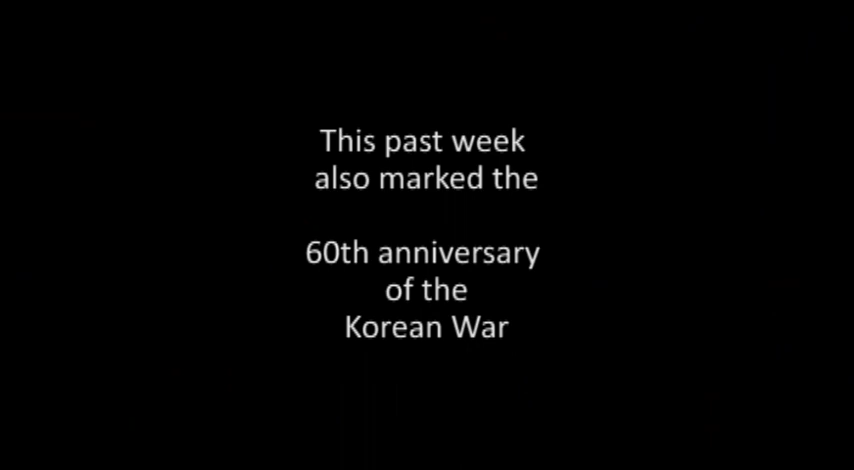 This past week
also marked the
60th anniversary
of the
Korean War